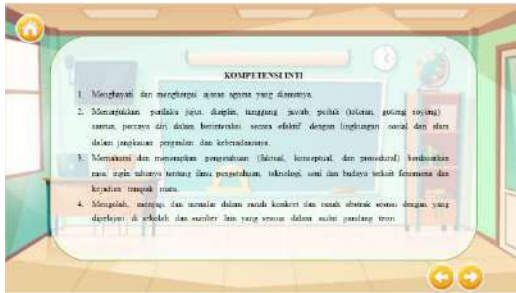 KOMPETENSI INTI
1. Menghayati dan menghargai ajaran agama yang dianutnya.
2. Menunjukkan perilaku jujur, disiplin, tanggung jawab, peduli (toleran, gotong royong)
santun, percaya diri, dalam berinteraksi secara efektif dengan lingkungan sosial dan alam
dalam jangkauan pergaulan dan keberadaannya.
3. Memahami dan menerapkan pengetahuan (faktual, konseptual, dan prosedural) berdasarkan
rasa ingin tahunya tentang ilmu pengetahuan, teknologi, seni dan budaya terkait fenomena dan
kejadian tampak mata.
4. Mengolah, menyaji, dan menalar dalam ranah konkret dan ranah abstrak sesuai dengan yang
dipelajari di sekolah dan sumber lain yang sesuai dalam sudut pandang teori